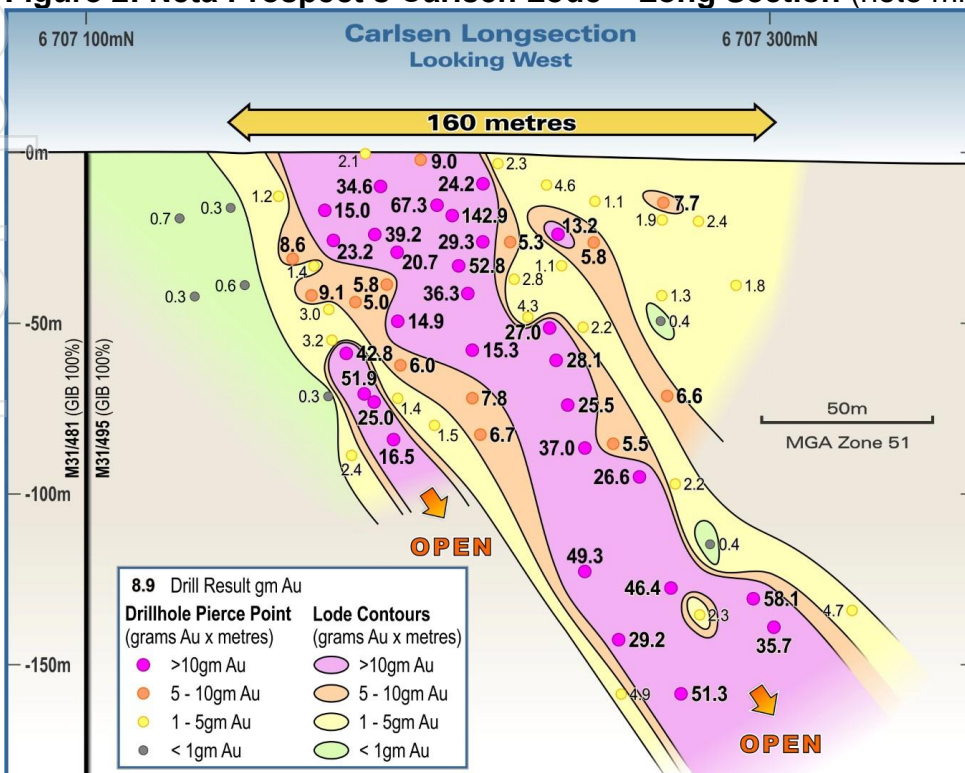 Figure 2: Kota Prospect's Carlsen Lode – Long Section (note
6 707 100mN
Carlsen Longsection
6 707 300mN
Looking West
160 metres
0m
2.1
9.0
2.3
34.6
24.2
4.6
1.2
67.3
1.1
7.7
0.7
0.3
15.0
142.9
13.2
1.9
2.4
39.2
8.6
23.2
29.3
5.3
5.8
20.7
1.4
52.8
1.1
0.6
5.8
2.8
1.8
0.3
9.1
5.0
36.3
1.3
3.0
4.3
-50m
14.9
27.0
2.2
0.4
3.2
42.8
15.3
28.1
6.0
51.9
0.3
7.8
6.6
25.0
1.4
25.5
50m
1.5
6.7
MGA Zone 51
16.5
37.0
5.5
2.4
26.6
2.2
-100m
M31/481 (GIB 100%)
M31/495 (GIB 100%)
OPEN
0.4
49.3
46.4
58.1
2.3
4.7
35.7
29.2
-150m
4.9
51.3
OPEN
8.9 Drill Result gm Au
Drillhole Pierce Point
(grams Au x metres)
>10gm Au
5 - 10gm Au
1 - 5gm Au
< 1gm Au
Lode Contours
(grams Au x metres)
>10gm Au
5 - 10gm Au
1 - 5gm Au
< 1gm Au